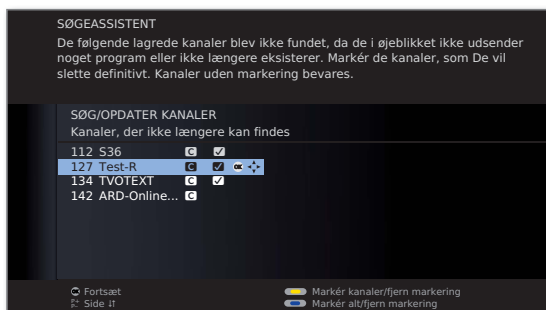 SØGEASSISTENT
De følgende lagrede kanaler blev ikke fundet, da de i øjeblikket ikke udsender
noget program eller ikke længere eksisterer. Markér de kanaler, som De vil
slette definitivt. Kanaler uden markering bevares.
SØG/OPDATER KANALER
Kanaler, der ikke længere kan findes
112 S36 C
127 Test-R C OK
134 TVOTEXT C
142 ARD-Online... C
OK Fortsæt
P+ P- Side ↓↑
Markér kanaler/fjern markering
Markér alt/fjern markering